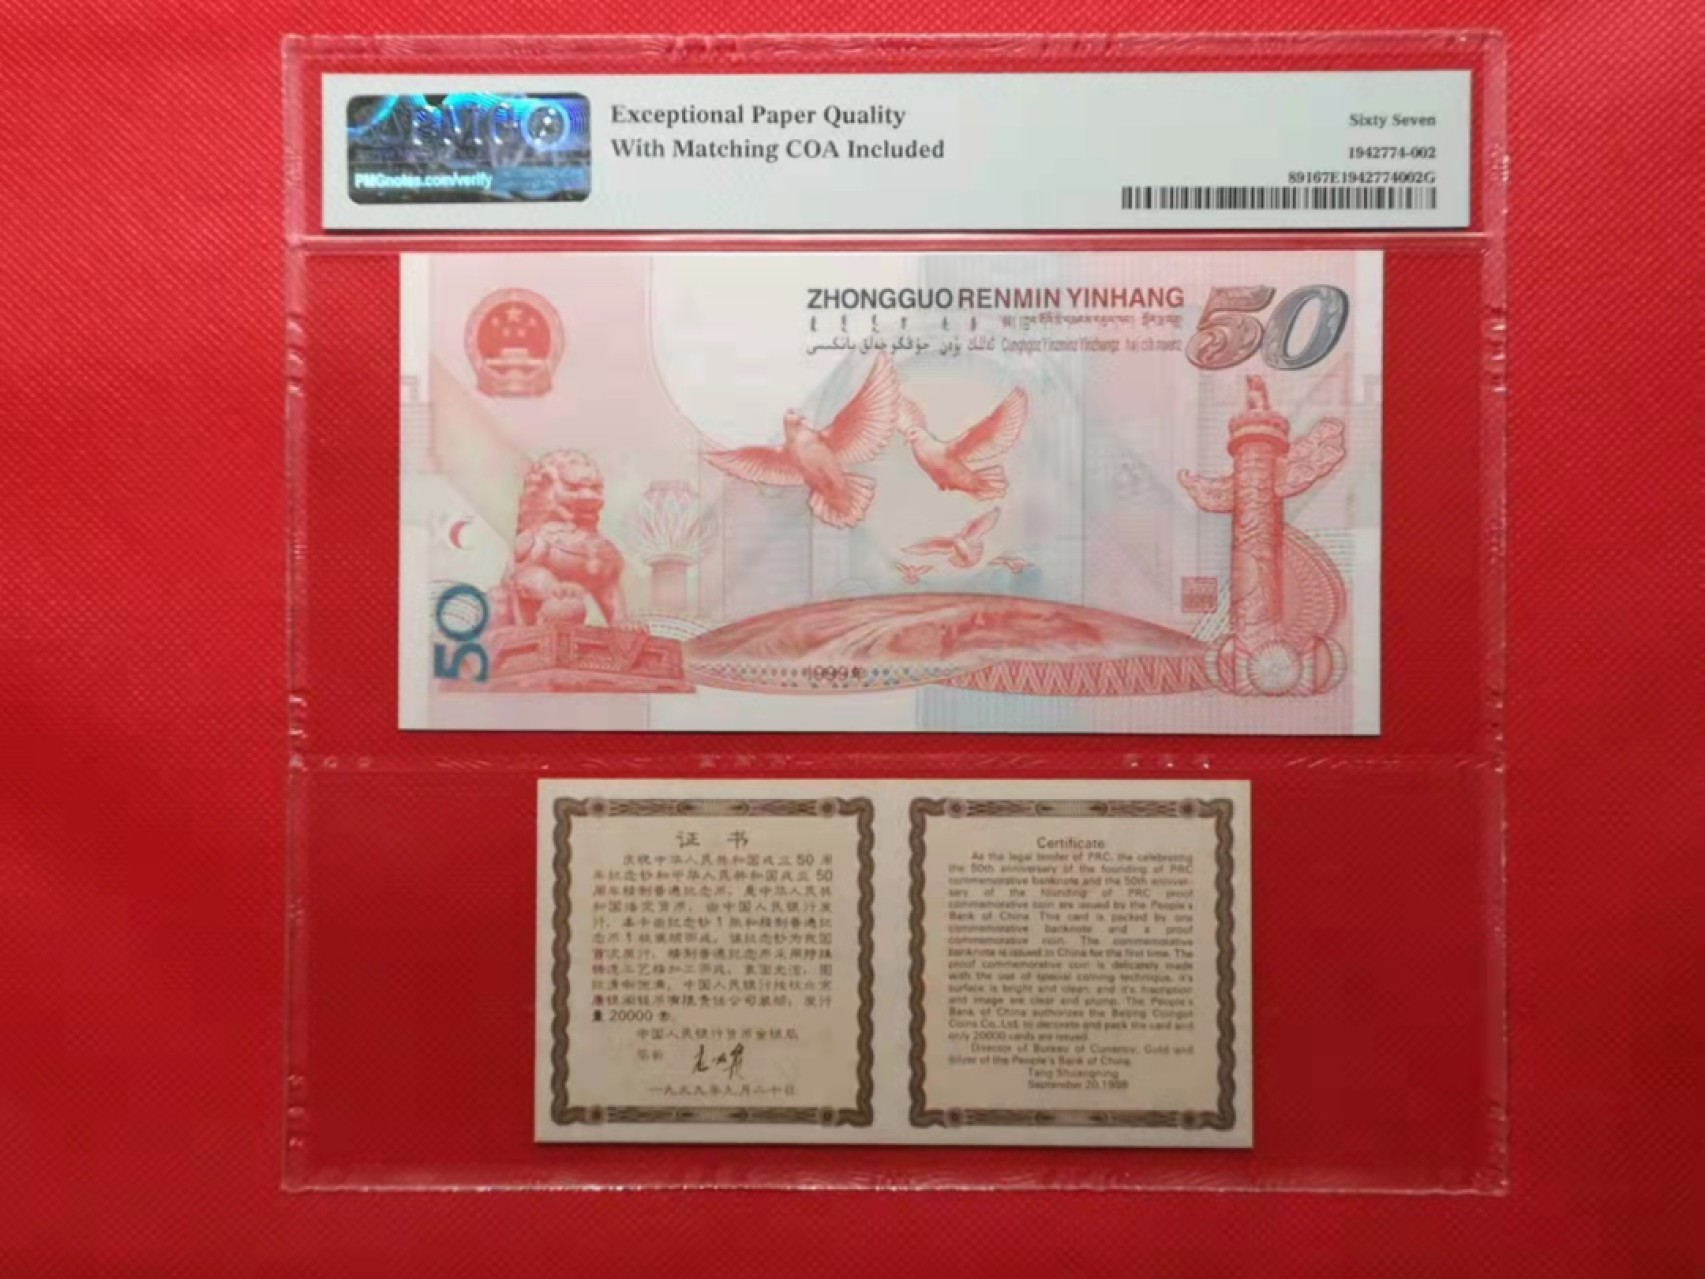 PMGnotes.com/verify
Exceptional Paper Quality
With Matching COA Included
Sixty Seven
1942774-002
89167E1942774002G
ZHONGGUO RENMIN YINHANG
50
50
1999年
证书
庆祝中华人民共和国成立 50 周
年纪念钞和中华人民共和国成立 50
周年精制普通纪念币，是中华人民共
和国法定货币，由中国人民银行发
行，本卡由纪念钞 1 张和精制普通纪
念币 1 枚装帧而成。该纪念钞为我国
首次发行，精制普通纪念币采用特殊
铸造工艺精加工而成，表面光洁，图
纹清晰饱满，中国人民银行授权北京
康银阁钱币有限责任公司装帧，发行
量 20000 套。
中国人民银行货币金银局
局长
一九九九年九月二十日
Certificate
As the legal tender of PRC, the celebrating
the 50th anniversary of the founding of PRC
commemorative banknote and the 50th anniver-
sary of the founding of PRC proof
commemorative coin are issued by the People's
Bank of China. This card is packed by one
commemorative banknote and a proof
commemorative coin. The commemorative
banknote is issued in China for the first time. The
proof commemorative coin is delicately made
with the use of special coining technique, it's
surface is bright and clean, and it's inscription
and image are clear and plump. The People's
Bank of China authorizes the Beijing Coingot
Coins Co., Ltd. to decorate and pack the card and
only 20000 cards are issued.
Director of Bureau of Currency, Gold and
Silver of the People's Bank of China
Tang Shuangning
September 20, 1999